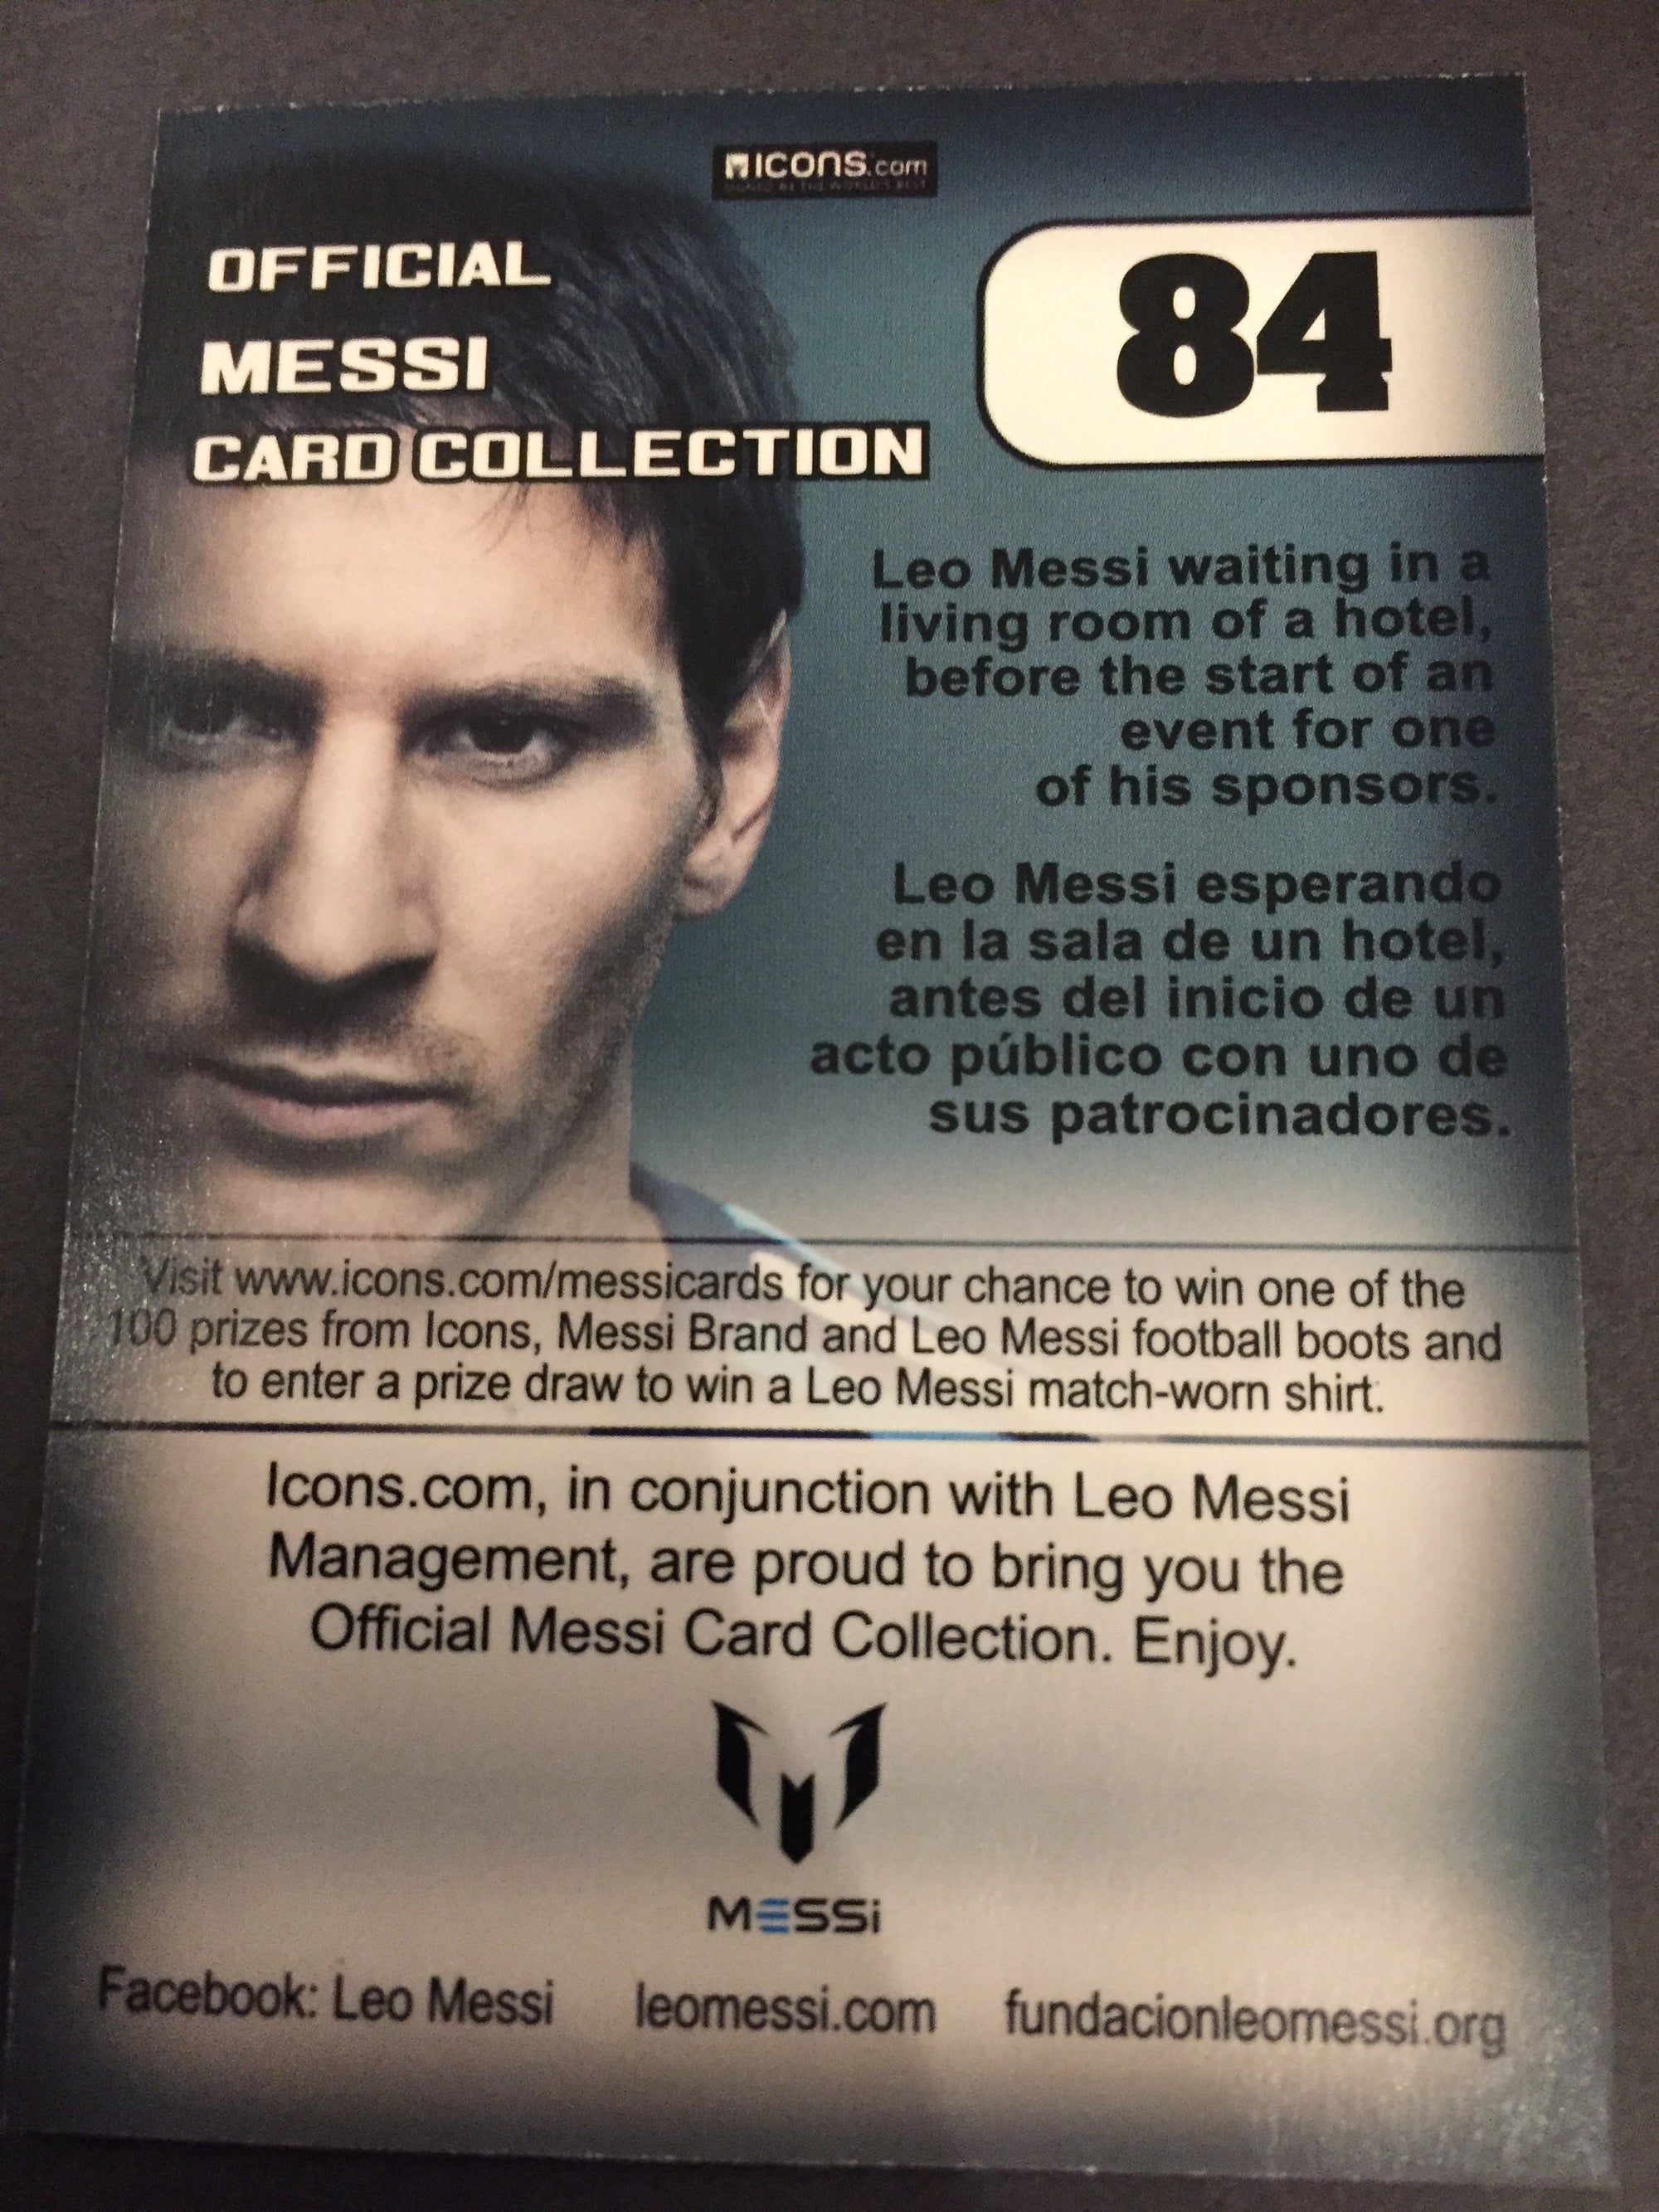 ICONS.com
SIGNED BY THE WORLD'S BEST
OFFICIAL
MESSI
CARD COLLECTION
84
Leo Messi waiting in a
living room of a hotel,
before the start of an
event for one
of his sponsors.
Leo Messi esperando
en la sala de un hotel,
antes del inicio de un
acto público con uno de
sus patrocinadores.
Visit www.icons.com/messicards for your chance to win one of the
100 prizes from Icons, Messi Brand and Leo Messi football boots and
to enter a prize draw to win a Leo Messi match-worn shirt.
Icons.com, in conjunction with Leo Messi
Management, are proud to bring you the
Official Messi Card Collection. Enjoy.
MESSi
Facebook: Leo Messi leomessi.com fundacionleomessi.org